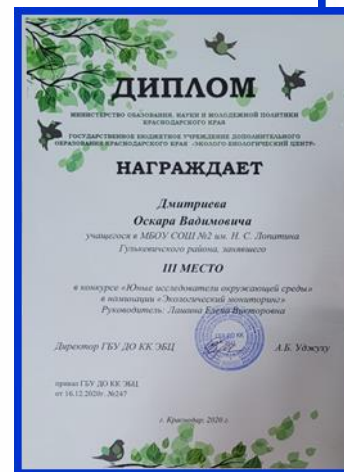 ДИПЛОМ
МИНИСТЕРСТВО ОБАЗОВАНИЯ, НАУКИ И МОЛОДЕЖНОЙ ПОЛИТИКИ
КРАСНОДАРСКОГО КРАЯ
ГОСУДАРСТВЕННОЕ БЮДЖЕТНОЕ УЧРЕЖДЕНИЕ ДОПОЛНИТЕЛЬНОГО
ОБРАЗОВАНИЯ КРАСНОДАРСКОГО КРАЯ «ЭКОЛОГО-БИОЛОГИЧЕСКИЙ ЦЕНТР»
НАГРАЖДАЕТ
Дмитриева
Оскара Вадимовича
учащегося в МБОУ СОШ №2 им. Н. С. Лопатина
Гулькевичского района, занявшего
III МЕСТО
в конкурсе «Юные исследователи окружающей среды»
в номинации «Экологический мониторинг»
Руководитель: Лашина Елена Викторовна
Директор ГБУ ДО КК ЭБЦ
А.Б. Уджуху
приказ ГБУ ДО КК ЭБЦ
от 16.12.2020г. №247
г. Краснодар, 2020 г.